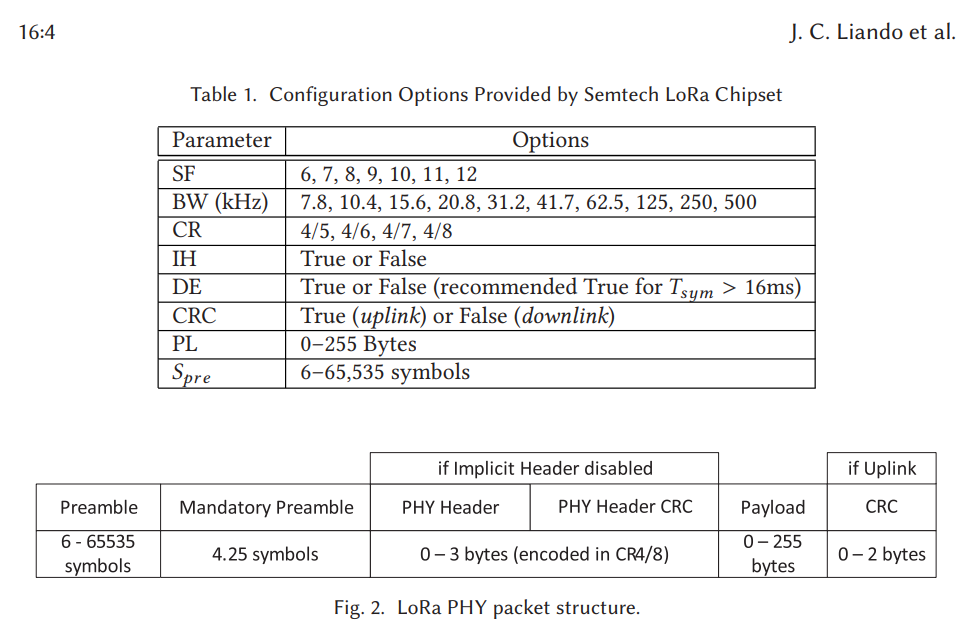 16:4
J. C. Liando et al.
Table 1. Configuration Options Provided by Semtech LoRa Chipset
Parameter Options
SF 6, 7, 8, 9, 10, 11, 12
BW (kHz) 7.8, 10.4, 15.6, 20.8, 31.2, 41.7, 62.5, 125, 250, 500
CR 4/5, 4/6, 4/7, 4/8
IH True or False
DE True or False (recommended True for Tsym > 16ms)
CRC True (uplink) or False (downlink)
PL 0–255 Bytes
Spre 6–65,535 symbols
if Implicit Header disabled if Uplink
Preamble Mandatory Preamble PHY Header PHY Header CRC Payload CRC
6 - 65535 symbols 4.25 symbols 0 – 3 bytes (encoded in CR4/8) 0 – 255 bytes 0 – 2 bytes
Fig. 2. LoRa PHY packet structure.